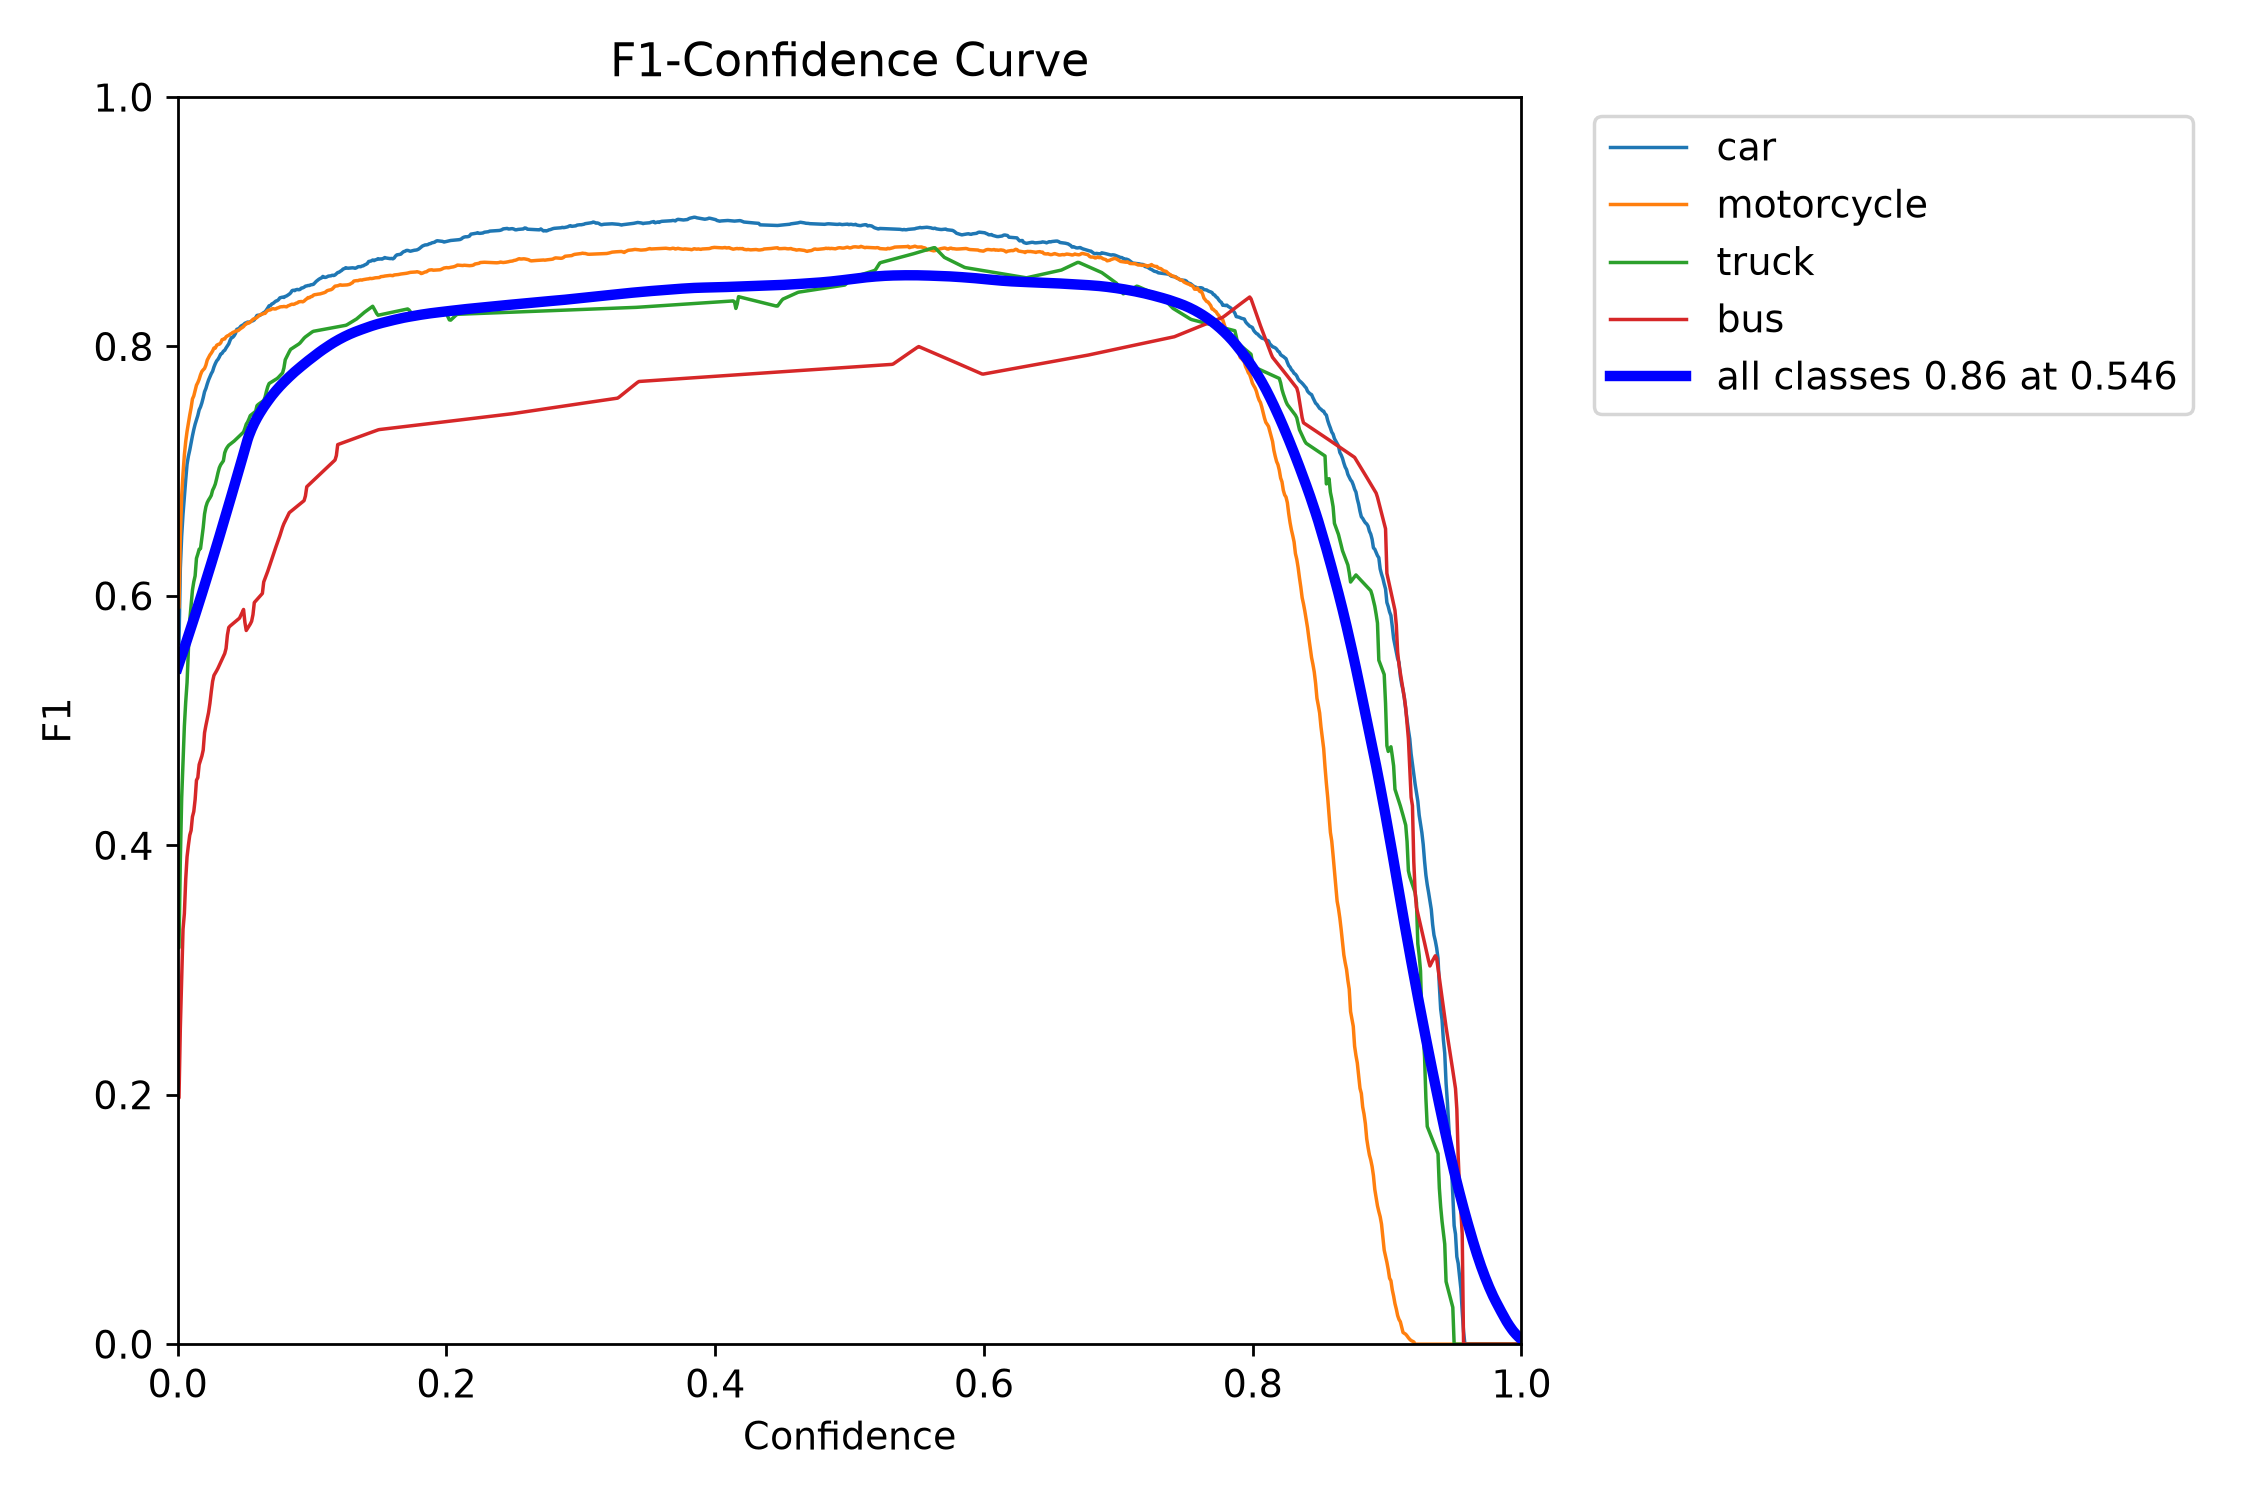 F1-Confidence Curve
1.0
0.8
0.6
0.4
0.2
0.0
F1
0.0 0.2 0.4 0.6 0.8 1.0
Confidence
car
motorcycle
truck
bus
all classes 0.86 at 0.546